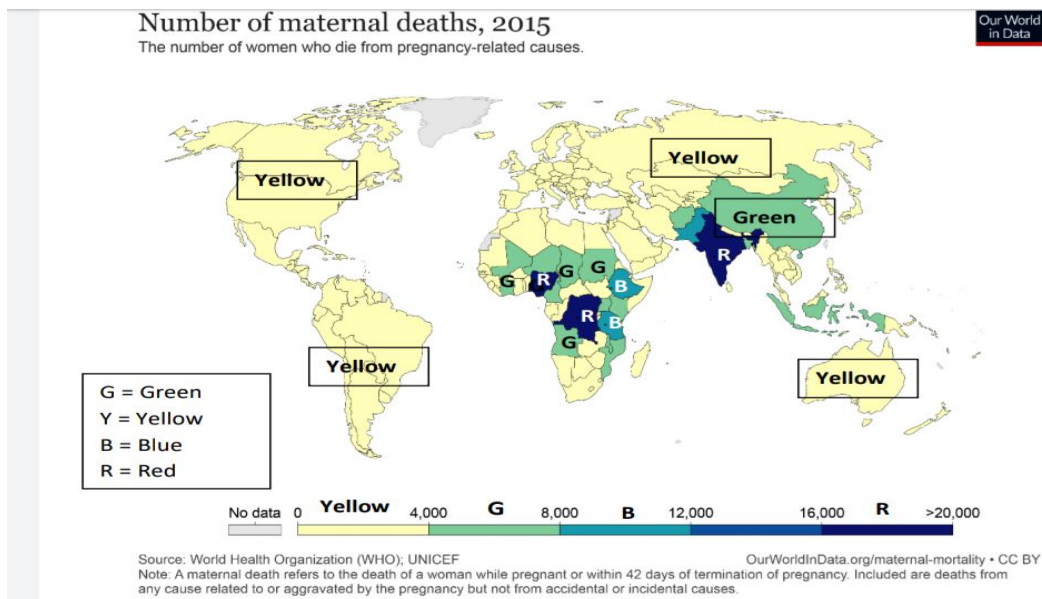 Number of maternal deaths, 2015
The number of women who die from pregnancy-related causes.
Our World
in Data
Yellow
Yellow
Green
R
G
R
G
G
B
R
B
G
Yellow
Yellow
G = Green
Y = Yellow
B = Blue
R = Red
Yellow G B R
No data 0 4,000 8,000 12,000 16,000 >20,000
Source: World Health Organization (WHO); UNICEF
OurWorldInData.org/maternal-mortality • CC BY
Note: A maternal death refers to the death of a woman while pregnant or within 42 days of termination of pregnancy. Included are deaths from
any cause related to or aggravated by the pregnancy but not from accidental or incidental causes.